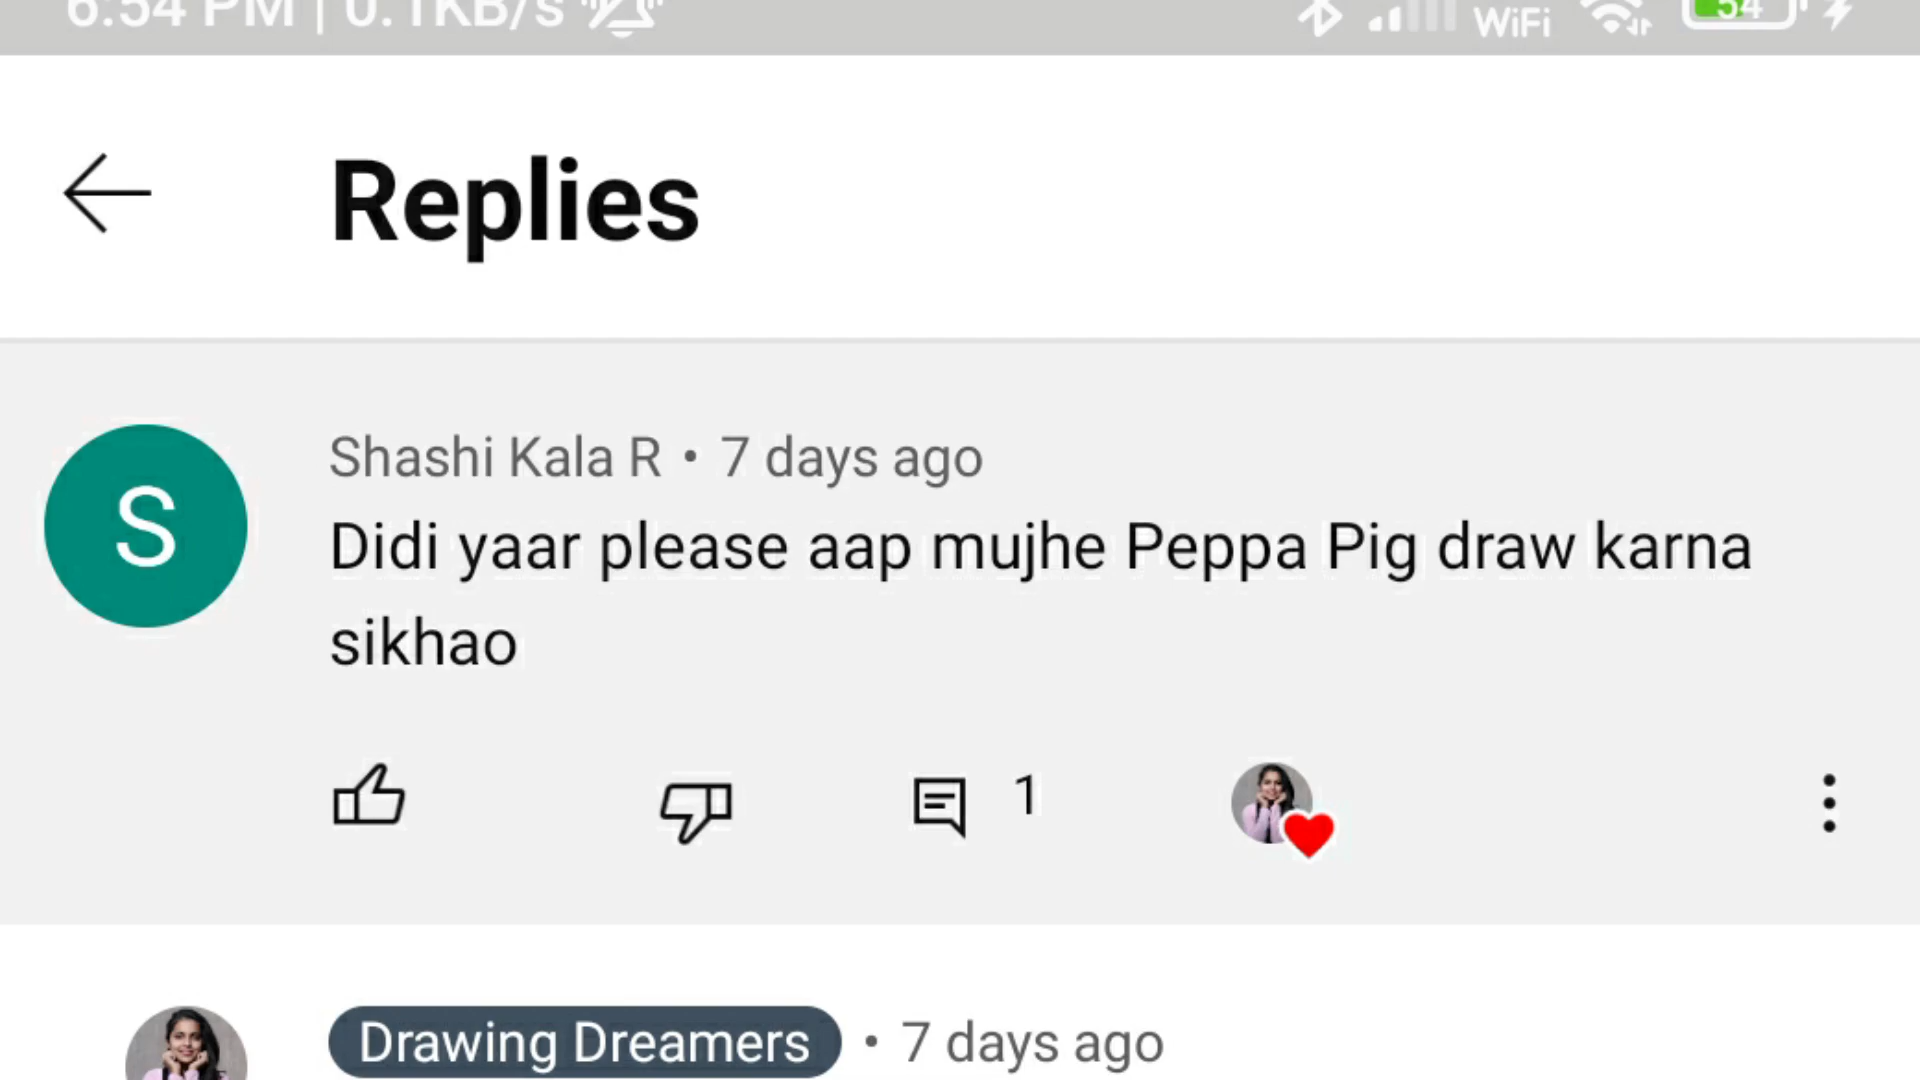 6:54 PM | 0.1KB/s WiFi 54
Replies
S
Shashi Kala R • 7 days ago
Didi yaar please aap mujhe Peppa Pig draw karna
sikhao
1
Drawing Dreamers • 7 days ago